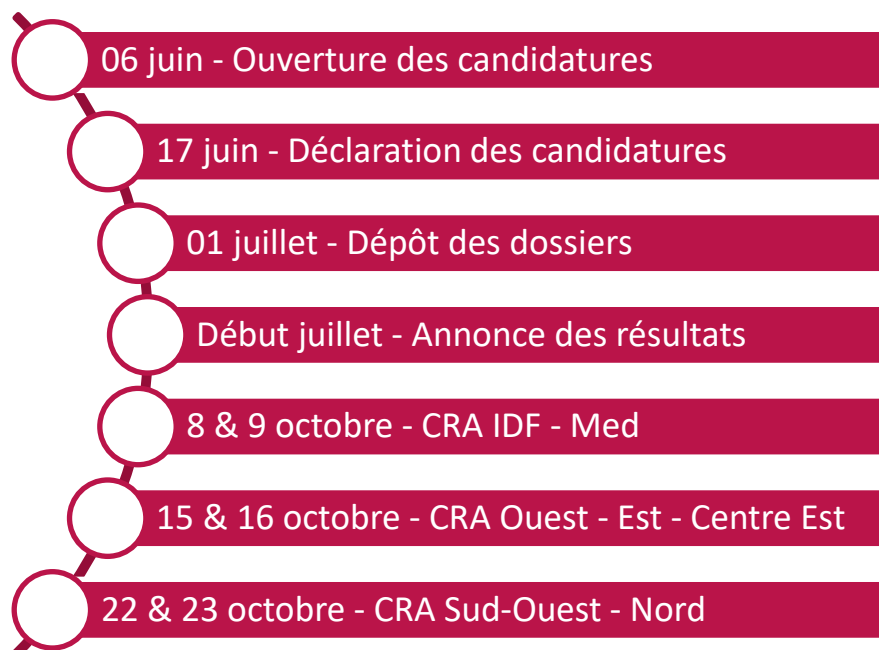 06 juin - Ouverture des candidatures
17 juin - Déclaration des candidatures
01 juillet - Dépôt des dossiers
Début juillet - Annonce des résultats
8 & 9 octobre - CRA IDF - Med
15 & 16 octobre - CRA Ouest - Est - Centre Est
22 & 23 octobre - CRA Sud-Ouest - Nord